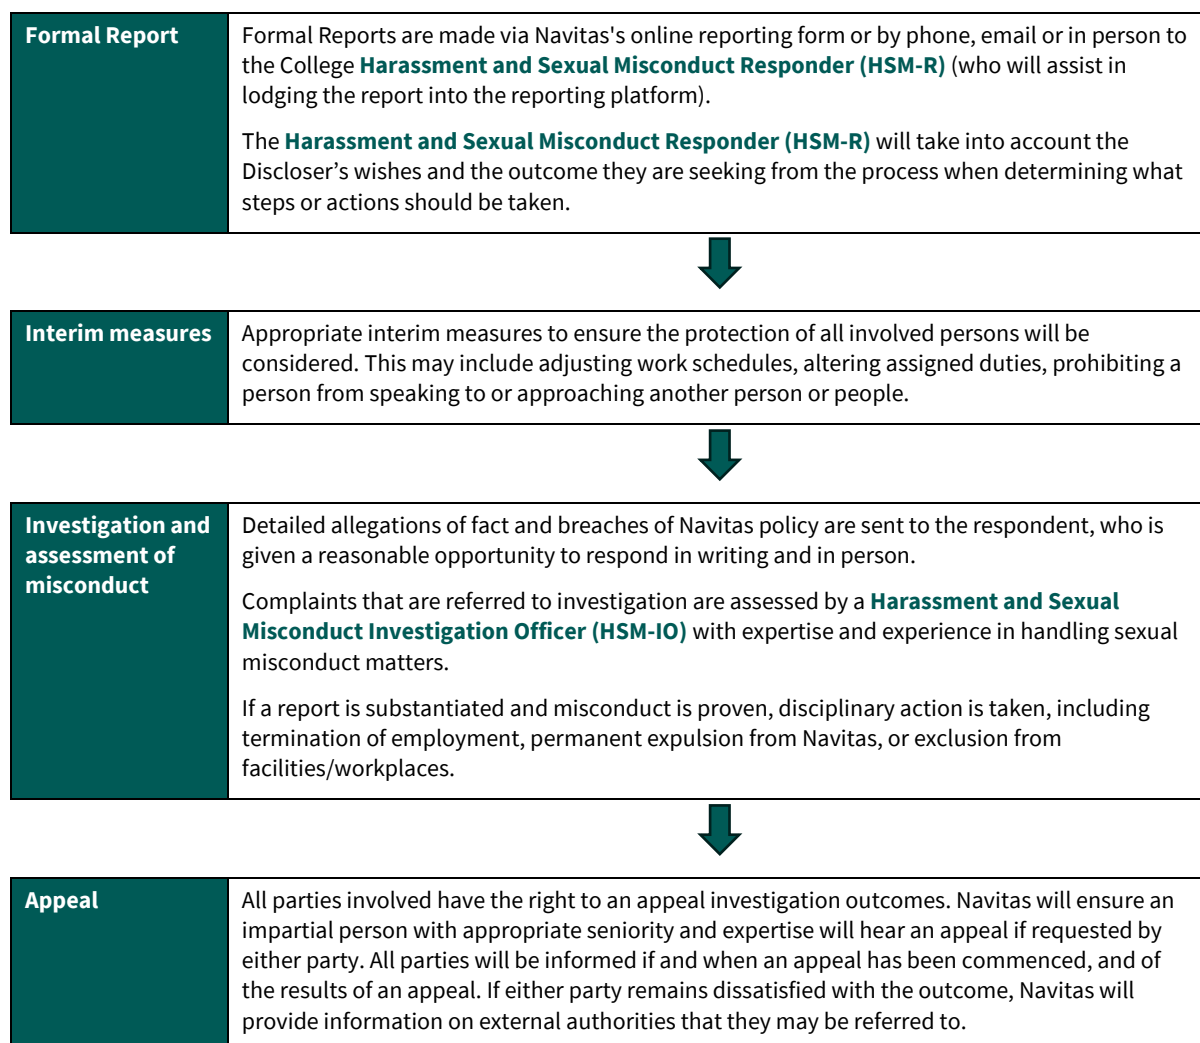 Formal Report
Formal Reports are made via Navitas's online reporting form or by phone, email or in person to
the College Harassment and Sexual Misconduct Responder (HSM-R) (who will assist in
lodging the report into the reporting platform).
The Harassment and Sexual Misconduct Responder (HSM-R) will take into account the
Discloser’s wishes and the outcome they are seeking from the process when determining what
steps or actions should be taken.
Interim measures
Appropriate interim measures to ensure the protection of all involved persons will be
considered. This may include adjusting work schedules, altering assigned duties, prohibiting a
person from speaking to or approaching another person or people.
Investigation and
assessment of
misconduct
Detailed allegations of fact and breaches of Navitas policy are sent to the respondent, who is
given a reasonable opportunity to respond in writing and in person.
Complaints that are referred to investigation are assessed by a Harassment and Sexual
Misconduct Investigation Officer (HSM-IO) with expertise and experience in handling sexual
misconduct matters.
If a report is substantiated and misconduct is proven, disciplinary action is taken, including
termination of employment, permanent expulsion from Navitas, or exclusion from
facilities/workplaces.
Appeal
All parties involved have the right to an appeal investigation outcomes. Navitas will ensure an
impartial person with appropriate seniority and expertise will hear an appeal if requested by
either party. All parties will be informed if and when an appeal has been commenced, and of
the results of an appeal. If either party remains dissatisfied with the outcome, Navitas will
provide information on external authorities that they may be referred to.